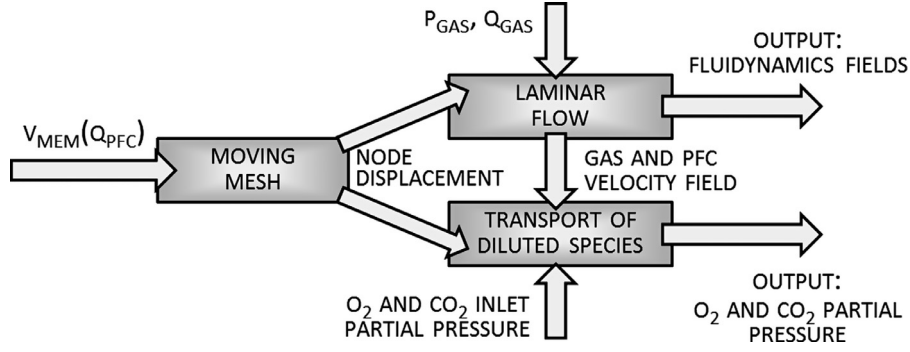 P_GAS, Q_GAS
OUTPUT:
FLUIDYNAMICS FIELDS
LAMINAR
FLOW
V_MEM(Q_PFC)
MOVING
MESH
NODE
DISPLACEMENT
GAS AND PFC
VELOCITY FIELD
TRANSPORT OF
DILUTED SPECIES
O₂ AND CO₂ INLET
PARTIAL PRESSURE
OUTPUT:
O₂ AND CO₂ PARTIAL
PRESSURE